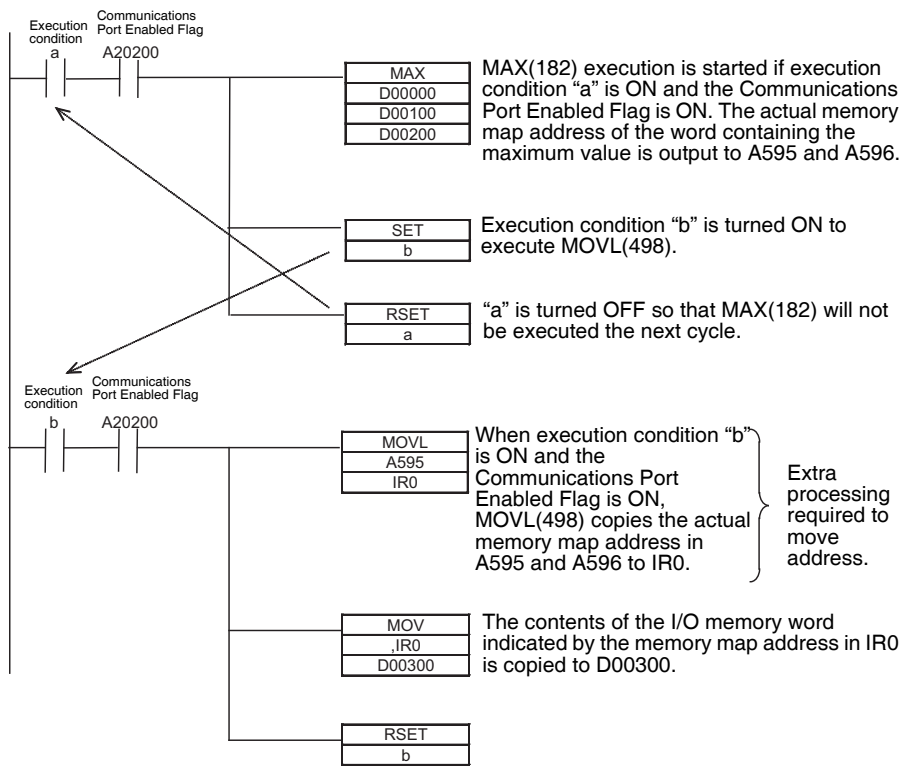 Execution
condition
a
Communications
Port Enabled Flag
A20200
MAX
D00000
D00100
D00200
MAX(182) execution is started if execution
condition “a” is ON and the Communications
Port Enabled Flag is ON. The actual memory
map address of the word containing the
maximum value is output to A595 and A596.
SET
b
Execution condition “b” is turned ON to
execute MOVL(498).
RSET
a
“a” is turned OFF so that MAX(182) will not
be executed the next cycle.
Execution
condition
b
Communications
Port Enabled Flag
A20200
MOVL
A595
IR0
When execution condition “b”
is ON and the
Communications Port
Enabled Flag is ON,
MOVL(498) copies the actual
memory map address in
A595 and A596 to IR0.
Extra
processing
required to
move
address.
MOV
,IR0
D00300
The contents of the I/O memory word
indicated by the memory map address in IR0
is copied to D00300.
RSET
b